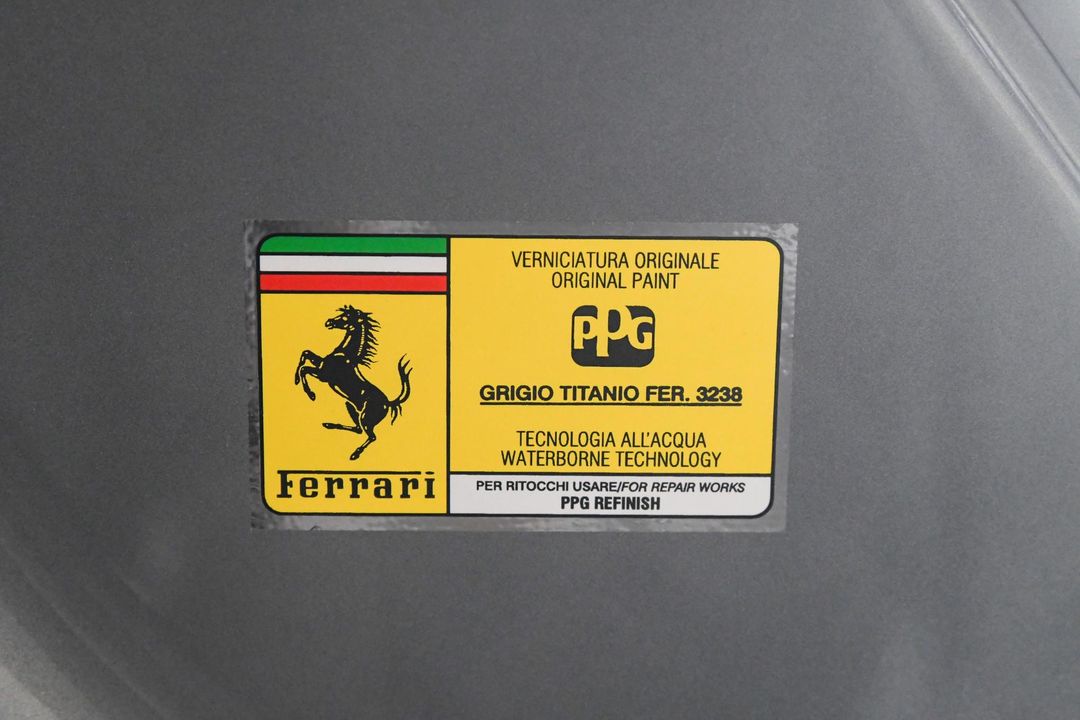 Ferrari
VERNICIATURA ORIGINALE
ORIGINAL PAINT
PPG
GRIGIO TITANIO FER. 3238
TECNOLOGIA ALL'ACQUA
WATERBORNE TECHNOLOGY
PER RITOCCHI USARE/FOR REPAIR WORKS
PPG REFINISH